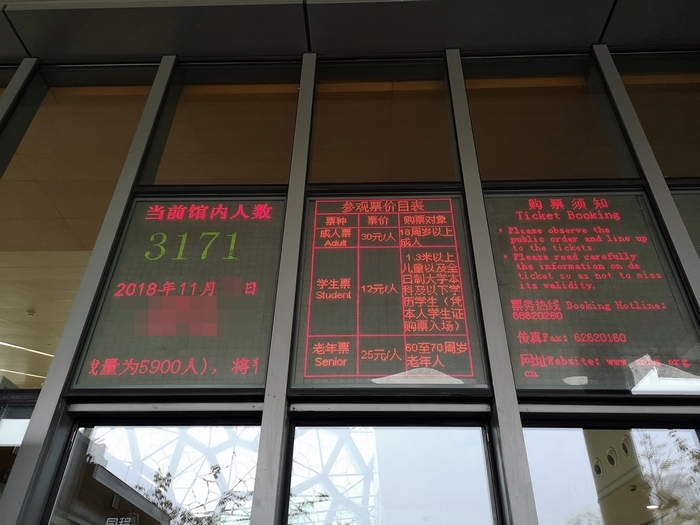 当前馆内人数
3171
2018年11月 日
量为5900人)，将
参观票价目表
票种 票价 购票对象
成人票 Adult 30元/人 18周岁以上成人
学生票 Student 12元/人 1.3米以上儿童以及全日制大学本科及以下学历学生（凭本人学生证购票入场）
老年票 Senior 25元/人 60至70周岁老年人
购票须知
Ticket Booking
Please observe the
public order and line up
to the tickets.
Please read carefully
the information on de
ticket so as not to miss
its validity.
票务热线 Booking Hotline:
传真Fax: 62620160
网址Website: www. org.
cn